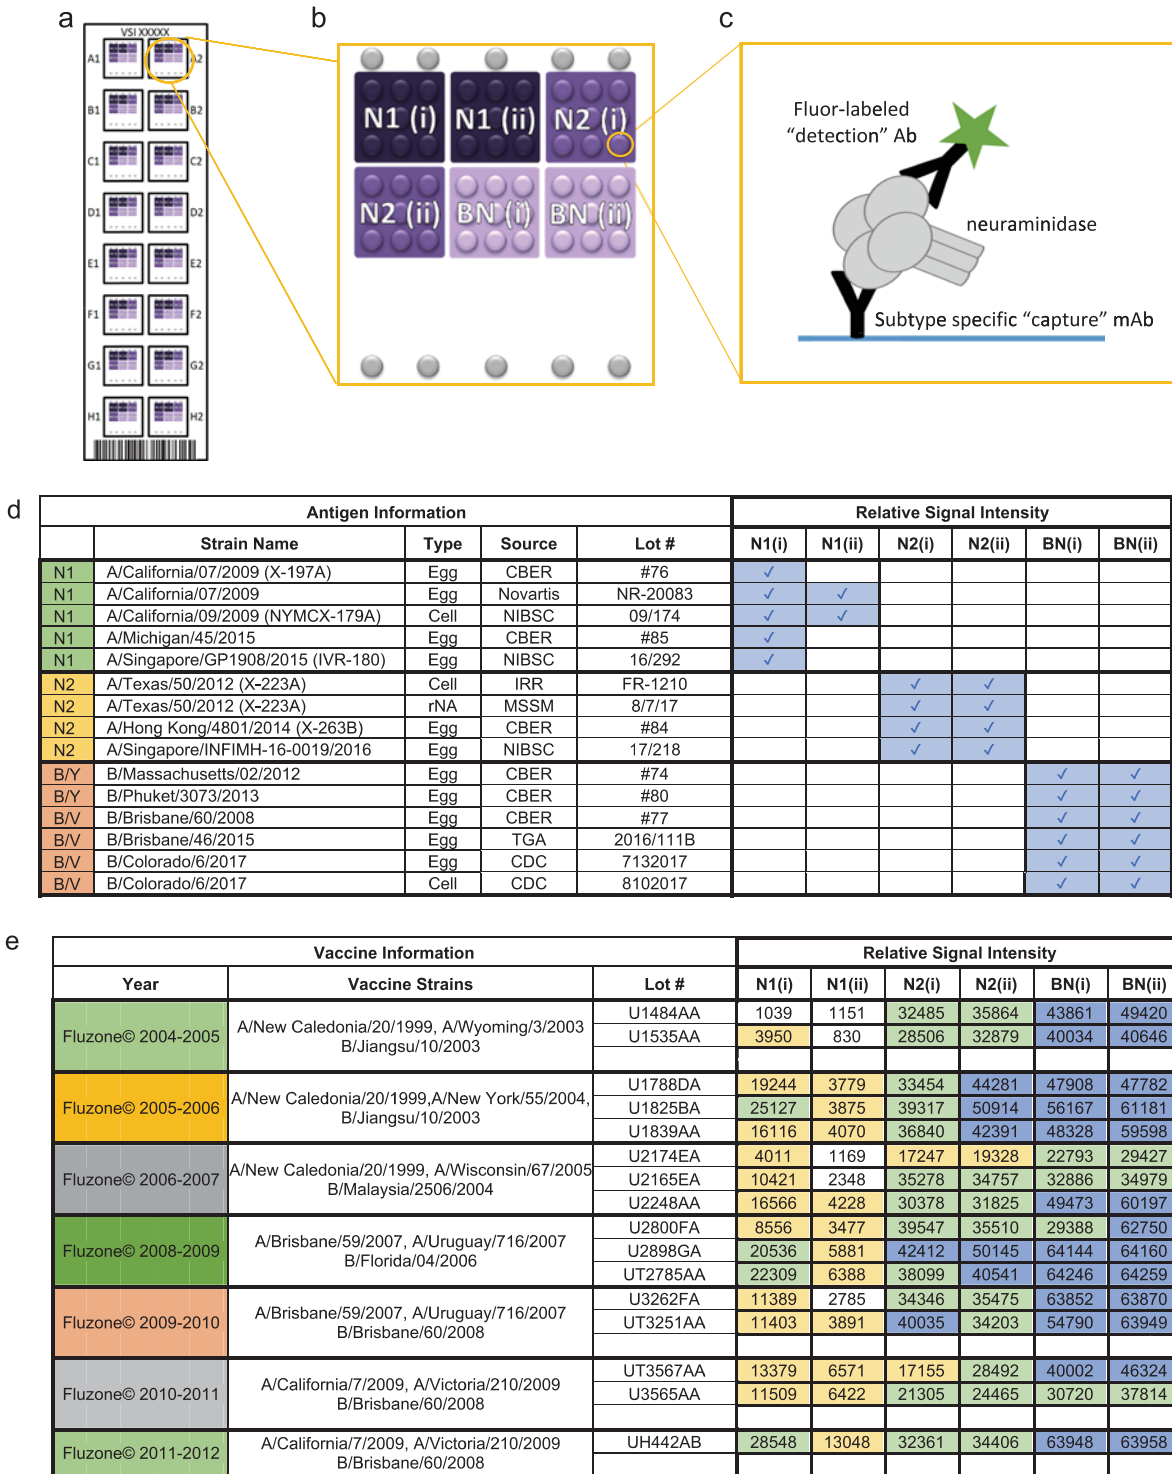 a
b
c
VSI XXXXX
A1
A2
B1
B2
C1
C2
D1
D2
E1
E2
F1
F2
G1
G2
H1
H2
N1 (i)
N1 (ii)
N2 (i)
N2 (ii)
BN (i)
BN (ii)
Fluor-labeled
“detection” Ab
neuraminidase
Subtype specific “capture” mAb
d
Antigen Information Relative Signal Intensity
Strain Name Type Source Lot # N1(i) N1(ii) N2(i) N2(ii) BN(i) BN(ii)
N1 A/California/07/2009 (X-197A) Egg CBER #76 ✓
N1 A/California/07/2009 Egg Novartis NR-20083 ✓ ✓
N1 A/California/09/2009 (NYMCX-179A) Cell NIBSC 09/174 ✓ ✓
N1 A/Michigan/45/2015 Egg CBER #85 ✓
N1 A/Singapore/GP1908/2015 (IVR-180) Egg NIBSC 16/292 ✓
N2 A/Texas/50/2012 (X-223A) Cell IRR FR-1210 ✓ ✓
N2 A/Texas/50/2012 (X-223A) rNA MSSM 8/7/17 ✓ ✓
N2 A/Hong Kong/4801/2014 (X-263B) Egg CBER #84 ✓ ✓
N2 A/Singapore/INFIMH-16-0019/2016 Egg NIBSC 17/218 ✓ ✓
B/Y B/Massachusetts/02/2012 Egg CBER #74 ✓ ✓
B/Y B/Phuket/3073/2013 Egg CBER #80 ✓ ✓
B/V B/Brisbane/60/2008 Egg CBER #77 ✓ ✓
B/V B/Brisbane/46/2015 Egg TGA 2016/111B ✓ ✓
B/V B/Colorado/6/2017 Egg CDC 7132017 ✓ ✓
B/V B/Colorado/6/2017 Cell CDC 8102017 ✓ ✓
e
Vaccine Information Relative Signal Intensity
Year Vaccine Strains Lot # N1(i) N1(ii) N2(i) N2(ii) BN(i) BN(ii)
Fluzone© 2004-2005
A/New Caledonia/20/1999, A/Wyoming/3/2003
B/Jiangsu/10/2003
U1484AA 1039 1151 32485 35864 43861 49420
U1535AA 3950 830 28506 32879 40034 40646
Fluzone© 2005-2006
A/New Caledonia/20/1999,A/New York/55/2004,
B/Jiangsu/10/2003
U1788DA 19244 3779 33454 44281 47908 47782
U1825BA 25127 3875 39317 50914 56167 61181
U1839AA 16116 4070 36840 42391 48328 59598
Fluzone© 2006-2007
A/New Caledonia/20/1999, A/Wisconsin/67/2005
B/Malaysia/2506/2004
U2174EA 4011 1169 17247 19328 22793 29427
U2165EA 10421 2348 35278 34757 32886 34979
U2248AA 16566 4228 30378 31825 49473 60197
Fluzone© 2008-2009
A/Brisbane/59/2007, A/Uruguay/716/2007
B/Florida/04/2006
U2800FA 8556 3477 39547 35510 29388 62750
U2898GA 20536 5881 42412 50145 64144 64160
UT2785AA 22309 6388 38099 40541 64246 64259
Fluzone© 2009-2010
A/Brisbane/59/2007, A/Uruguay/716/2007
B/Brisbane/60/2008
U3262FA 11389 2785 34346 35475 63852 63870
UT3251AA 11403 3891 40035 34203 54790 63949
Fluzone© 2010-2011
A/California/7/2009, A/Victoria/210/2009
B/Brisbane/60/2008
UT3567AA 13379 6571 17155 28492 40002 46324
U3565AA 11509 6422 21305 24465 30720 37814
Fluzone© 2011-2012
A/California/7/2009, A/Victoria/210/2009
B/Brisbane/60/2008
UH442AB 28548 13048 32361 34406 63948 63958